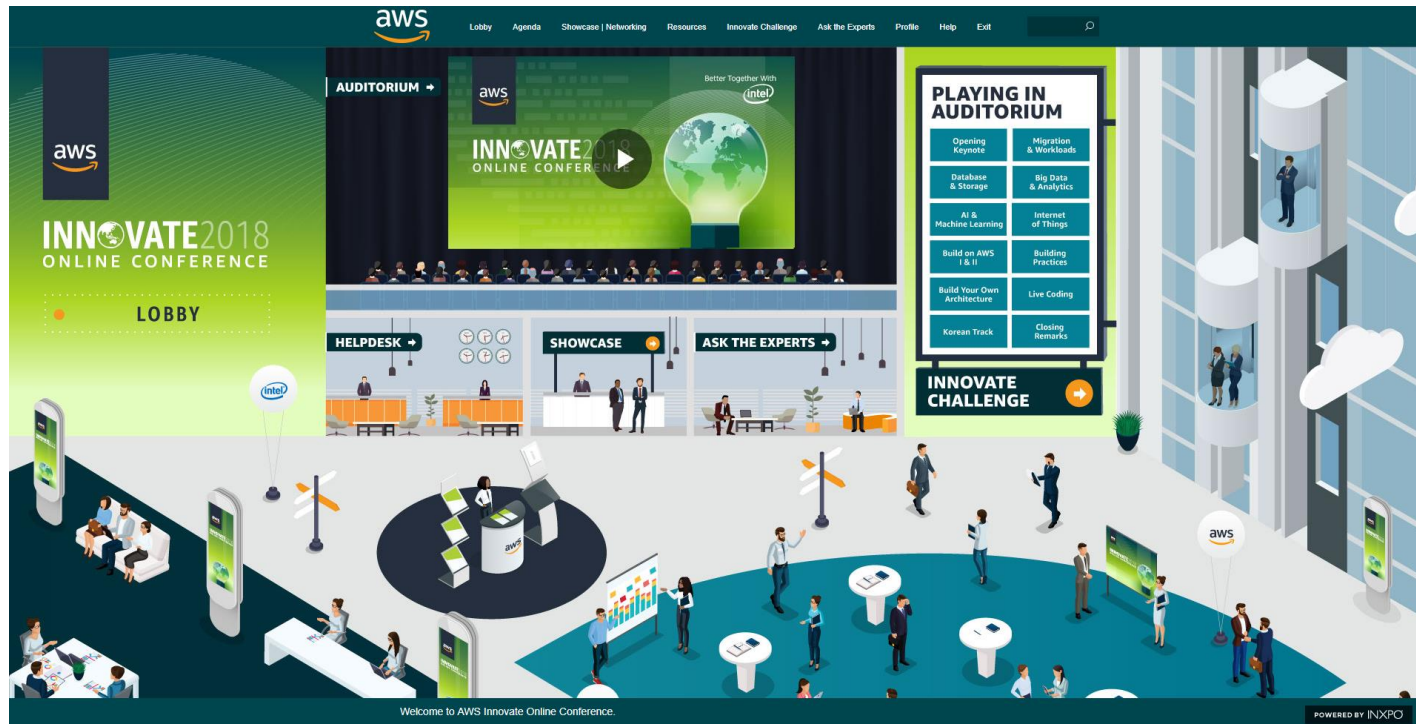 aws
Lobby
Agenda
Showcase | Networking
Resources
Innovate Challenge
Ask the Experts
Profile
Help
Exit
aws
INNOVATE2018
ONLINE CONFERENCE
LOBBY
AUDITORIUM
aws
Better Together With
intel
INNOVATE2018
ONLINE CONFERENCE
PLAYING IN
AUDITORIUM
Opening
Keynote
Migration
& Workloads
Database
& Storage
Big Data
& Analytics
AI &
Machine Learning
Internet
of Things
Build on AWS
I & II
Building
Practices
Build Your Own
Architecture
Live Coding
Korean Track
Closing
Remarks
INNOVATE
CHALLENGE
HELPDESK
SHOWCASE
ASK THE EXPERTS
intel
aws
aws
Welcome to AWS Innovate Online Conference.
POWERED BY INXPO